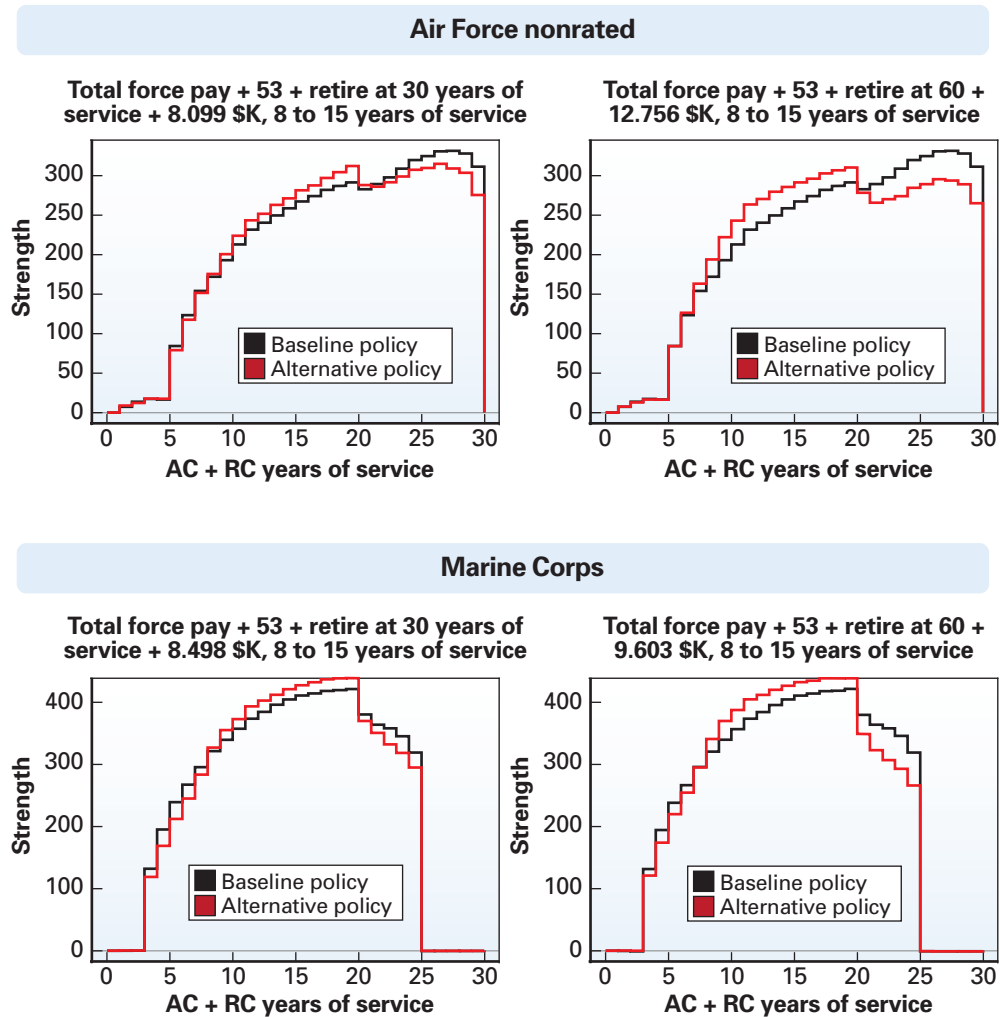 Air Force nonrated
Total force pay + 53 + retire at 30 years of
service + 8.099 $K, 8 to 15 years of service
Strength
300
250
200
150
100
50
0
Baseline policy
Alternative policy
0 5 10 15 20 25 30
AC + RC years of service
Total force pay + 53 + retire at 60 +
12.756 $K, 8 to 15 years of service
Strength
300
250
200
150
100
50
0
Baseline policy
Alternative policy
0 5 10 15 20 25 30
AC + RC years of service
Marine Corps
Total force pay + 53 + retire at 30 years of
service + 8.498 $K, 8 to 15 years of service
Strength
400
300
200
100
0
Baseline policy
Alternative policy
0 5 10 15 20 25 30
AC + RC years of service
Total force pay + 53 + retire at 60 +
9.603 $K, 8 to 15 years of service
Strength
400
300
200
100
0
Baseline policy
Alternative policy
0 5 10 15 20 25 30
AC + RC years of service